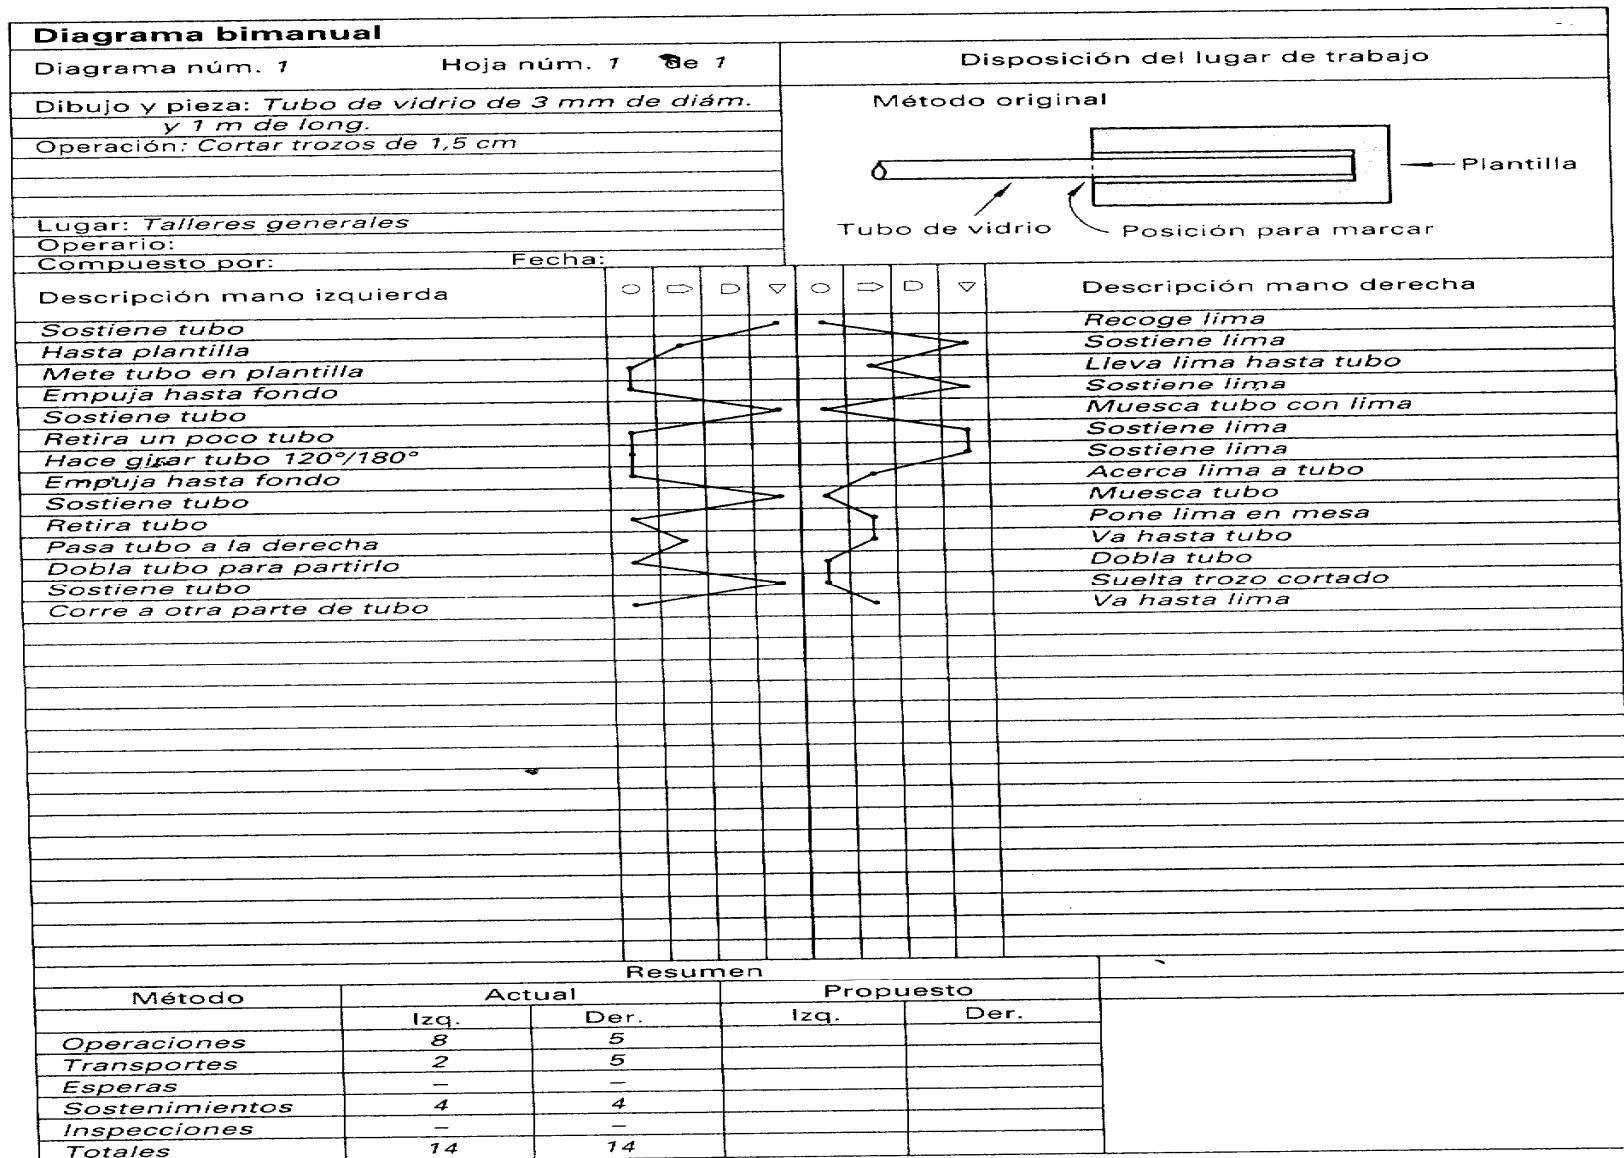 Diagrama bimanual
Diagrama núm. 1 Hoja núm. 1 de 1
Disposición del lugar de trabajo
Dibujo y pieza: Tubo de vidrio de 3 mm de diám.
y 1 m de long.
Operación: Cortar trozos de 1,5 cm
Lugar: Talleres generales
Operario:
Compuesto por: Fecha:
Método original
Plantilla
Tubo de vidrio
Posición para marcar
Descripción mano izquierda Descripción mano derecha
Sostiene tubo Recoge lima
Hasta plantilla Sostiene lima
Mete tubo en plantilla Lleva lima hasta tubo
Empuja hasta fondo Sostiene lima
Sostiene tubo Muesca tubo con lima
Retira un poco tubo Sostiene lima
Hace girar tubo 120°/180° Sostiene lima
Empuja hasta fondo Acerca lima a tubo
Sostiene tubo Muesca tubo
Retira tubo Pone lima en mesa
Pasa tubo a la derecha Va hasta tubo
Dobla tubo para partirlo Dobla tubo
Sostiene tubo Suelta trozo cortado
Corre a otra parte de tubo Va hasta lima
Resumen
Método Actual Propuesto
Izq. Der. Izq. Der.
Operaciones 8 5
Transportes 2 5
Esperas – –
Sostenimientos 4 4
Inspecciones – –
Totales 14 14